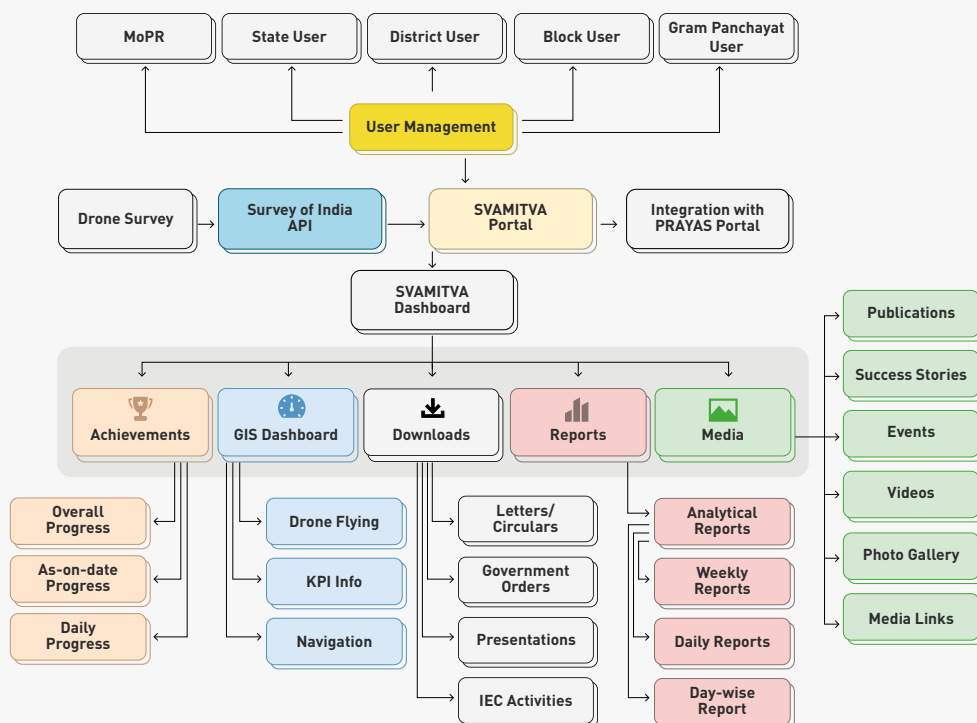 MoPR
State User
District User
Block User
Gram Panchayat
User
User Management
Drone Survey
Survey of India
API
SVAMITVA
Portal
Integration with
PRAYAS Portal
SVAMITVA
Dashboard
Achievements
GIS Dashboard
Downloads
Reports
Media
Overall
Progress
As-on-date
Progress
Daily
Progress
Drone Flying
KPI Info
Navigation
Letters/
Circulars
Government
Orders
Presentations
IEC Activities
Analytical
Reports
Weekly
Reports
Daily Reports
Day-wise
Report
Publications
Success Stories
Events
Videos
Photo Gallery
Media Links